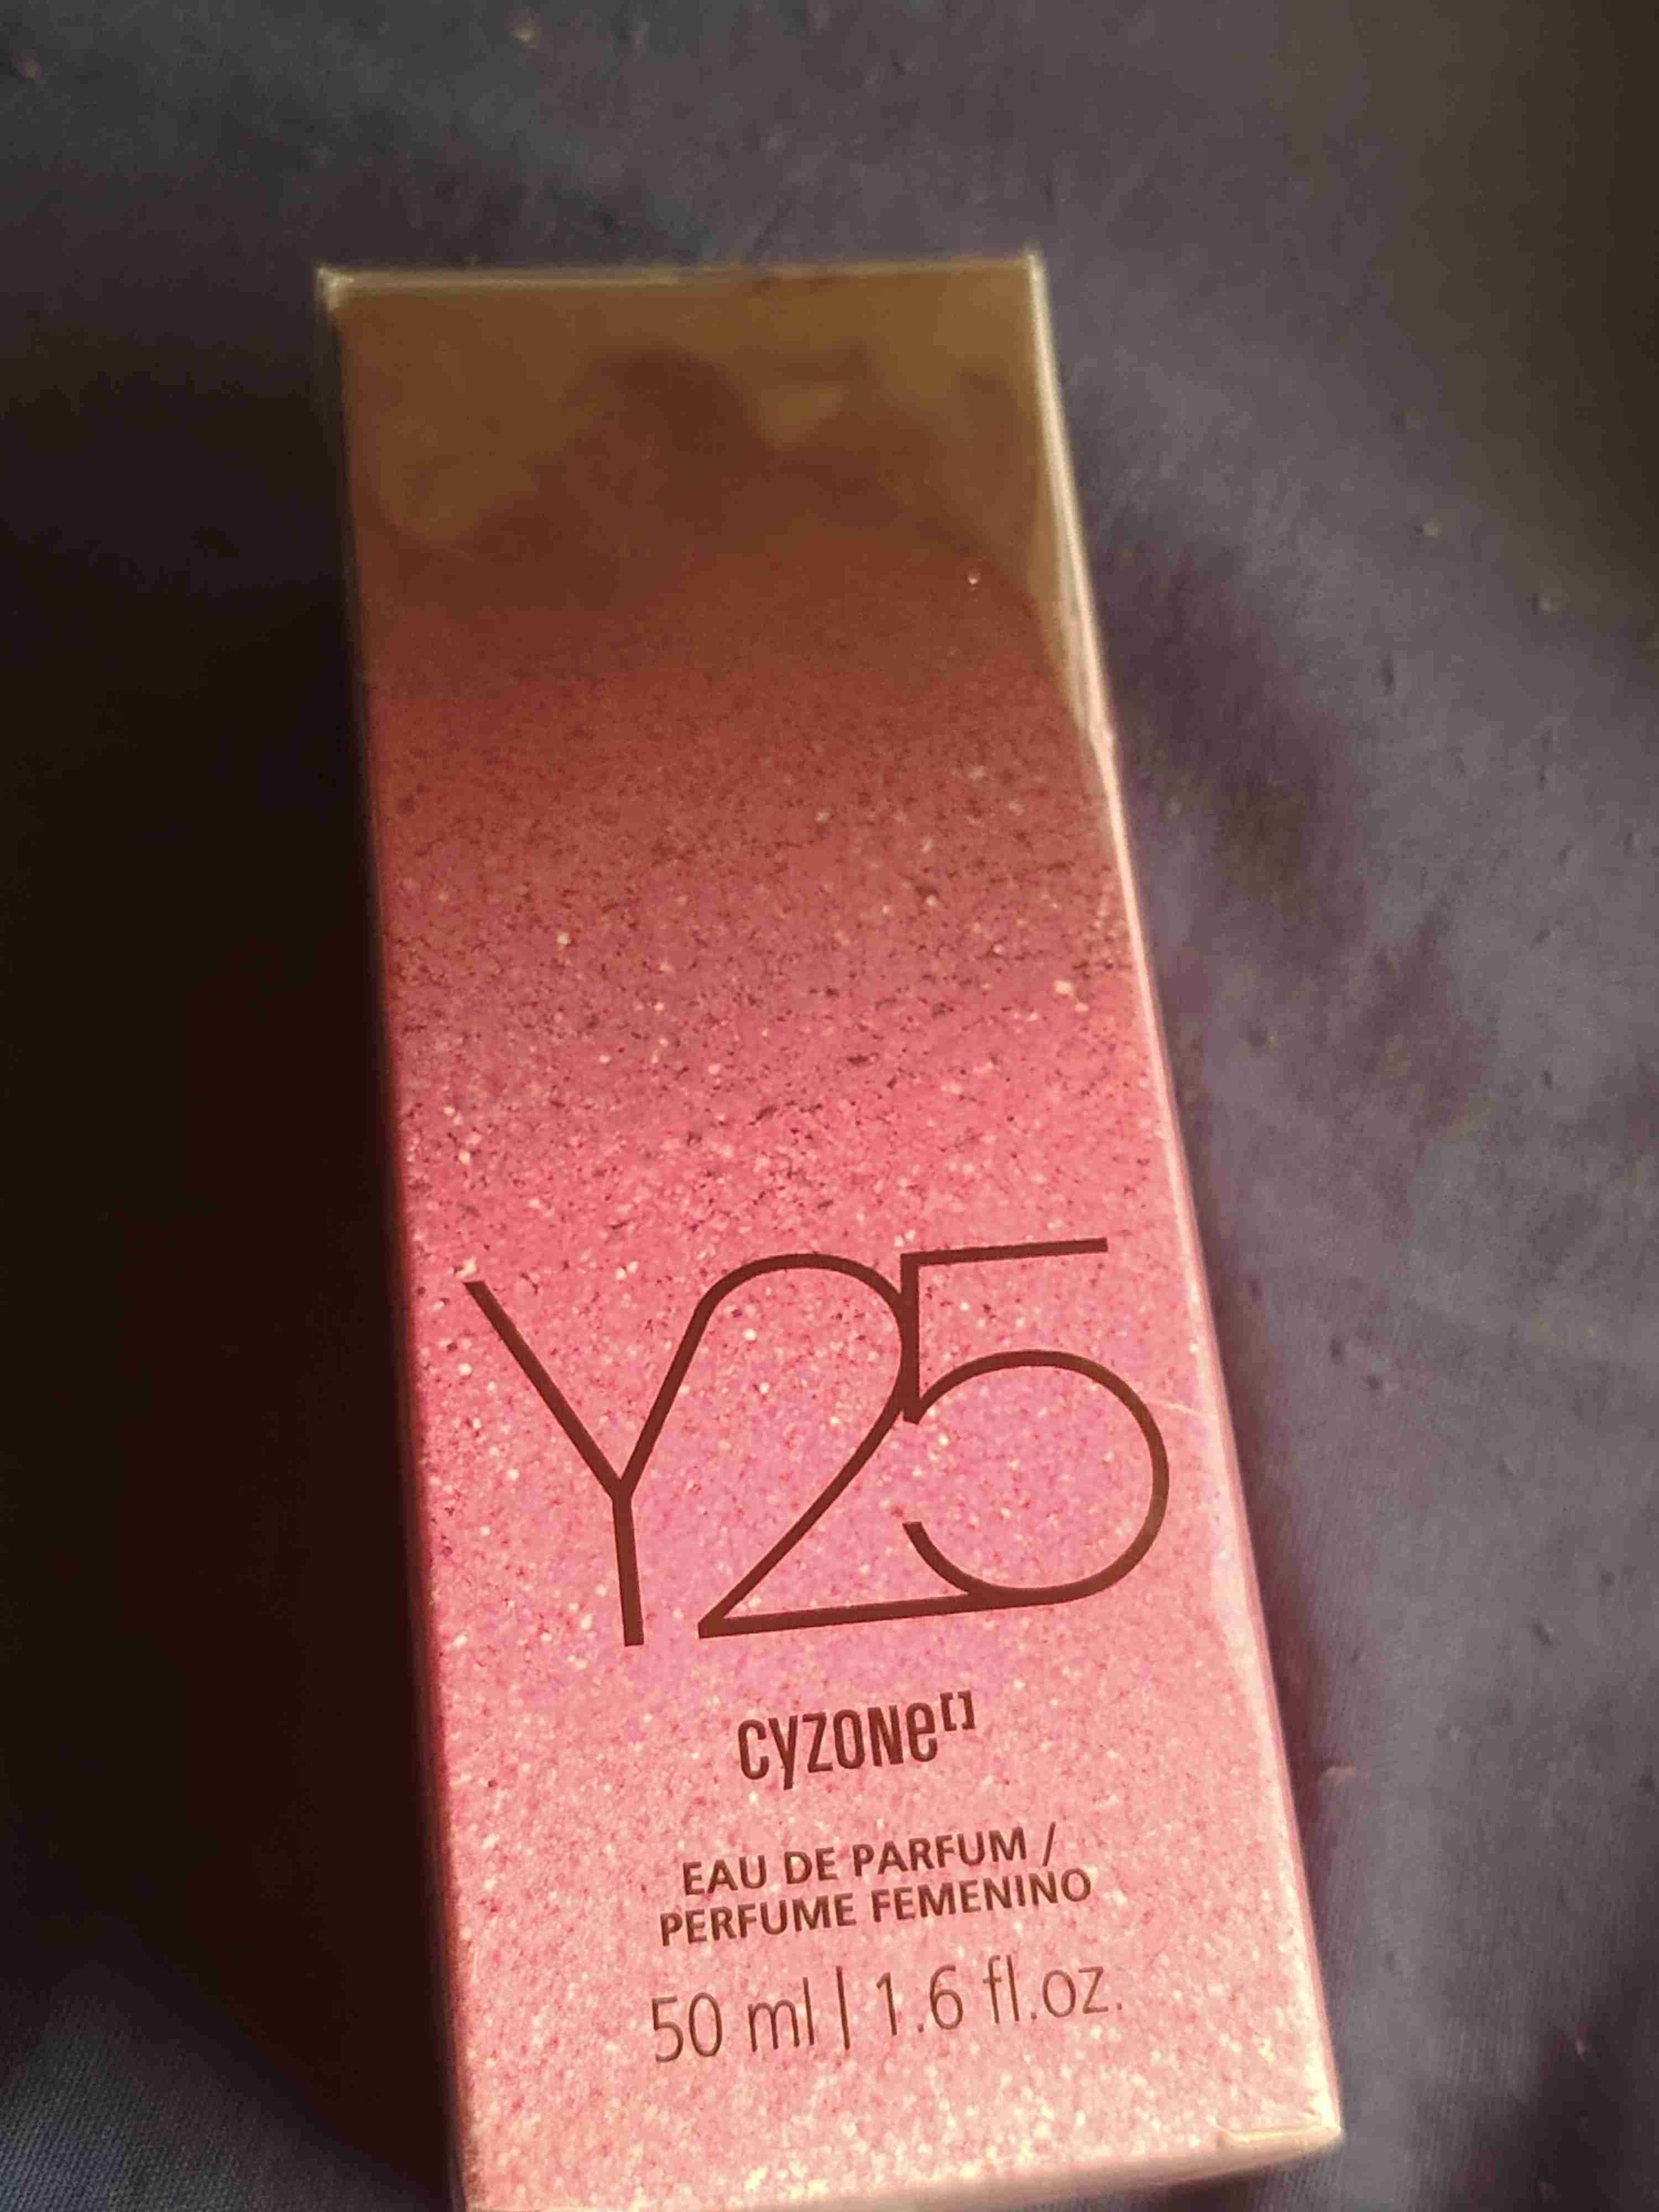 Y25
cyzone[]
EAU DE PARFUM /
PERFUME FEMENINO
50 ml | 1.6 fl.oz.